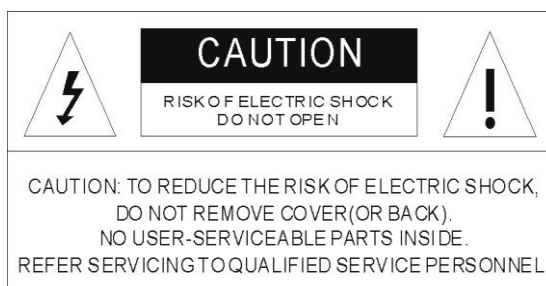 CAUTION
RISK OF ELECTRIC SHOCK
DO NOT OPEN
!
CAUTION: TO REDUCE THE RISK OF ELECTRIC SHOCK,
DO NOT REMOVE COVER(OR BACK).
NO USER-SERVICEABLE PARTS INSIDE.
REFER SERVICING TO QUALIFIED SERVICE PERSONNEL